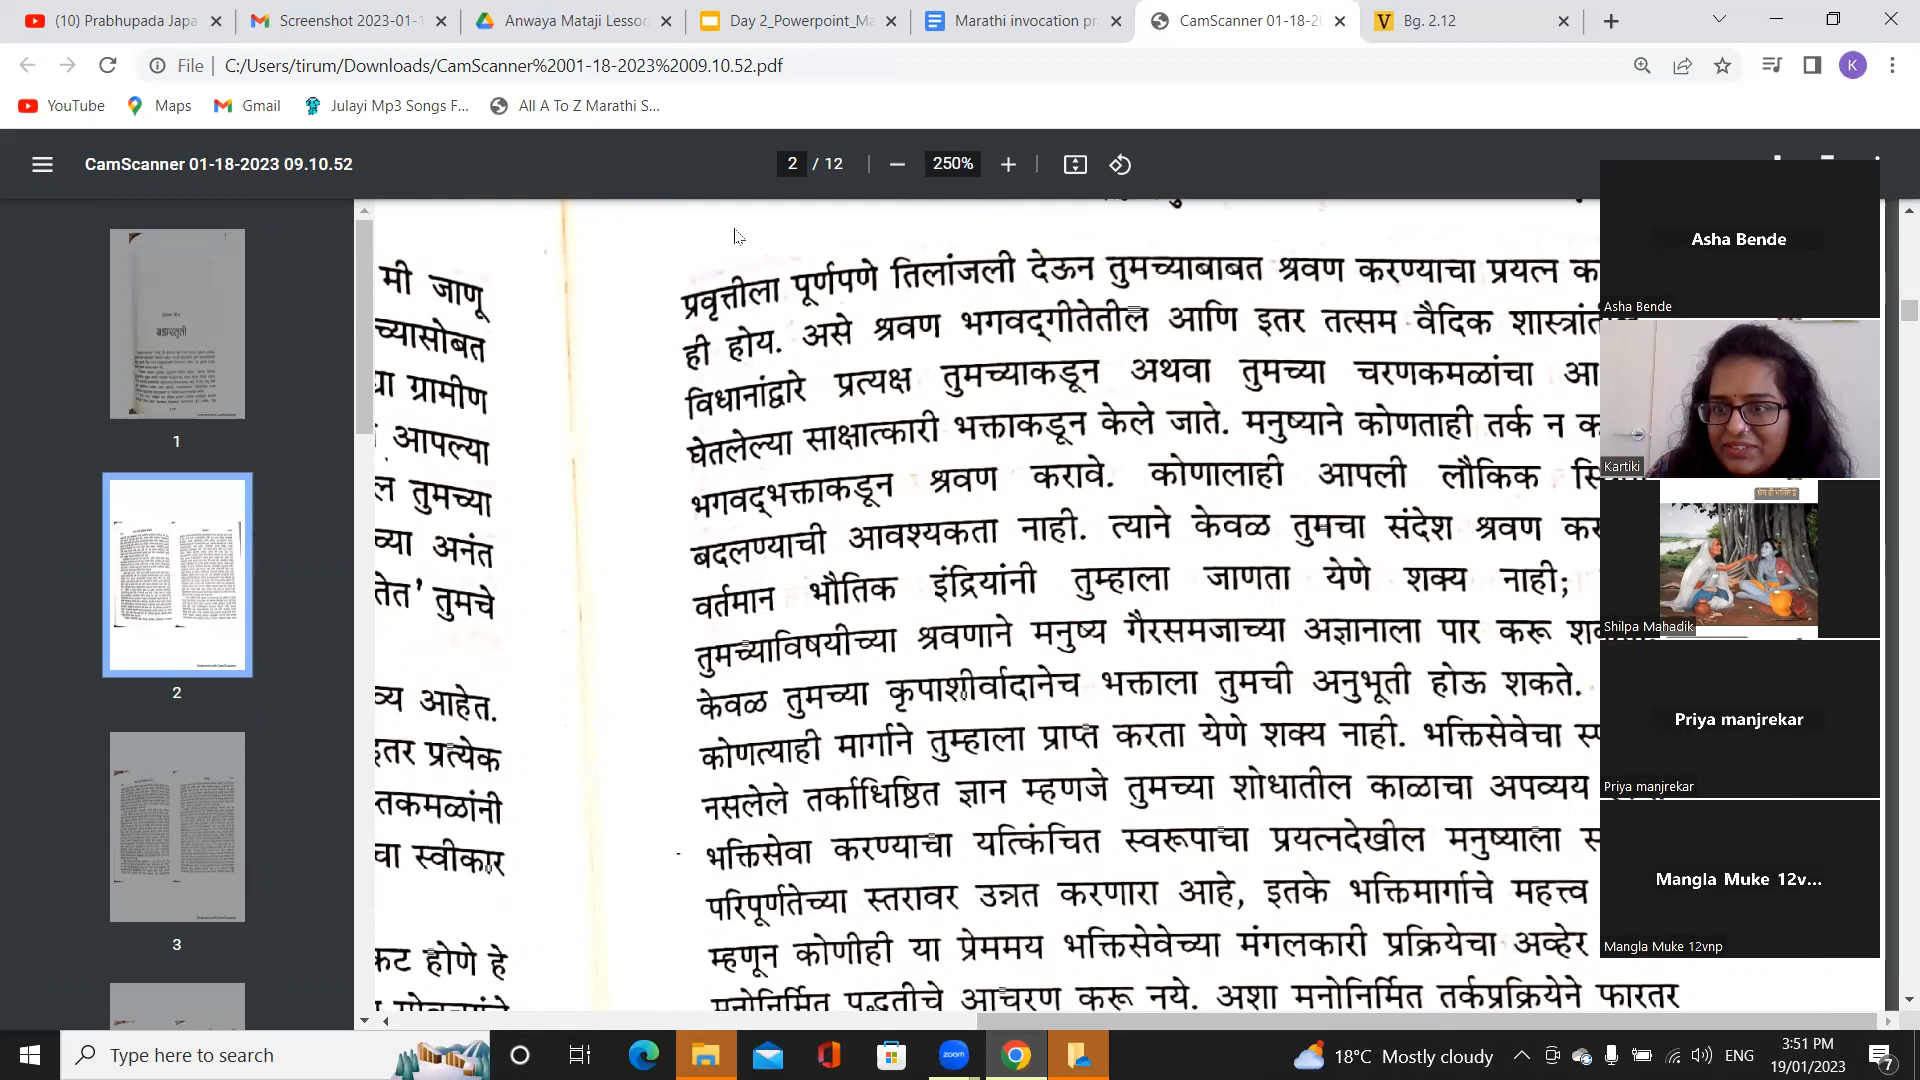 (10) Prabhupada Japa
Screenshot 2023-01-1
Anwaya Mataji Lesso
Day 2_Powerpoint_Ma
Marathi invocation pr
CamScanner 01-18-20
Bg. 2.12
File
C:/Users/tirum/Downloads/CamScanner%2001-18-2023%2009.10.52.pdf
K
YouTube
Maps
Gmail
Julayi Mp3 Songs F...
All A To Z Marathi S...
CamScanner 01-18-2023 09.10.52
2 / 12
250%
1
2
3
मी जाणू
च्यासोबत
ग्रामीण
आपल्या
तुमच्या
च्या अनंत
तेत' तुमचे
व्य आहेत.
इतर प्रत्येक
तकमळांनी
चा स्वीकार
कट होणे हे
प्रवृत्तीला पूर्णपणे तिलांजली देऊन तुमच्याबाबत श्रवण करण्याचा प्रयत्न क
ही होय. असे श्रवण भगवद्गीतेतील आणि इतर तत्सम वैदिक
विधानांद्वारे प्रत्यक्ष तुमच्याकडून अथवा तुमच्या चरणकमळांचा आ
घेतलेल्या साक्षात्कारी भक्ताकडून केले जाते. मनुष्याने कोणताही तर्क न क
भगवद्भक्ताकडून श्रवण करावे. कोणालाही आपली लौकिक
बदलण्याची आवश्यकता नाही. त्याने केवळ तुमचा संदेश श्रवण
वर्तमान भौतिक इंद्रियांनी तुम्हाला जाणता येणे शक्य नाही;
तुमच्याविषयीच्या श्रवणाने मनुष्य गैरसमजाच्या अज्ञानाला पार करू
केवळ तुमच्या कृपाशीर्वादानेच भक्ताला तुमची अनुभूती होऊ शकते.
कोणत्याही मार्गाने तुम्हाला प्राप्त करता येणे शक्य नाही. भक्तिसेवेचा
नसलेले तर्काधिष्ठित ज्ञान म्हणजे तुमच्या शोधातील काळाचा अपव्यय
भक्तिसेवा करण्याचा यत्किंचित स्वरूपाचा प्रयत्नदेखील मनुष्याला
परिपूर्णतेच्या स्तरावर उन्नत करणारा आहे, इतके भक्तिमार्गाचे महत्त्व
म्हणून कोणीही या प्रेममय भक्तिसेवेच्या मंगलकारी प्रक्रियेचा अव्हेर
मनोनिर्मित पद्धतीचे आचरण करू नये. अशा मनोनिर्मित तर्कप्रक्रियेने फारतर
Asha Bende
Asha Bende
Kartiki
Shilpa Mahadik
Priya manjrekar
Priya manjrekar
Mangla Muke 12v...
Mangla Muke 12vnp
Type here to search
zoom
18°C Mostly cloudy
ENG
3:51 PM
19/01/2023
7